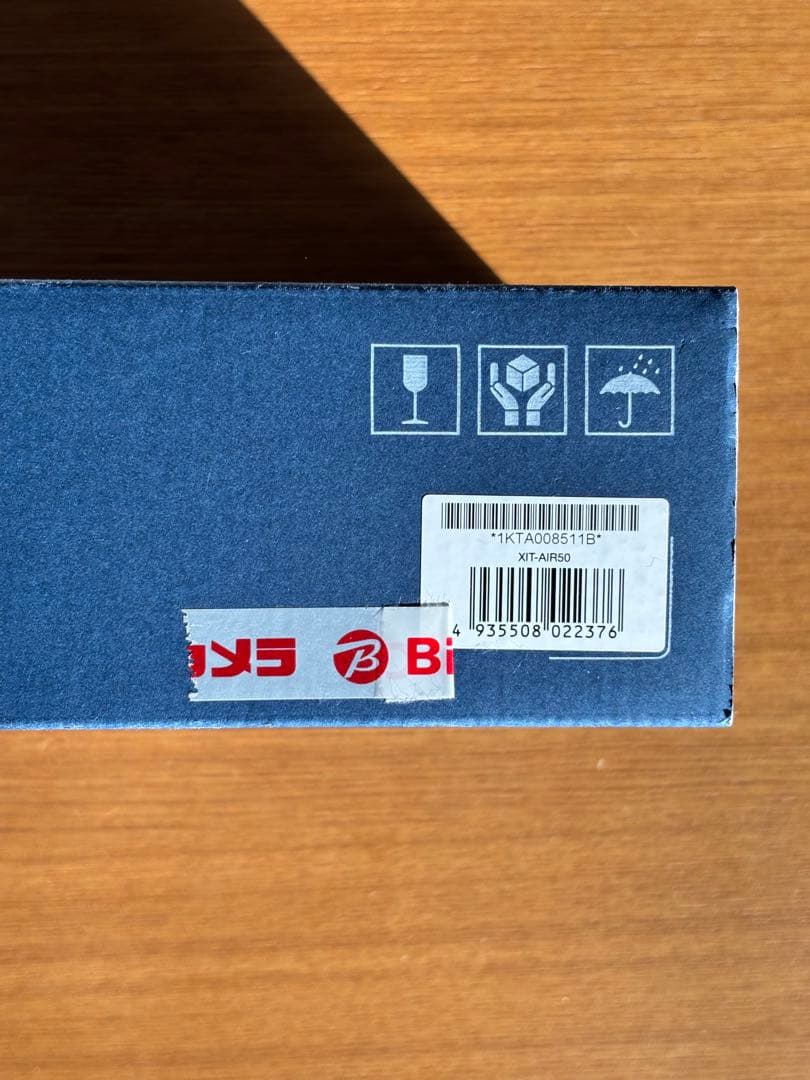 *1KTA008511B*
XIT-AIR50
4 935508 022376
カメラ B Bi